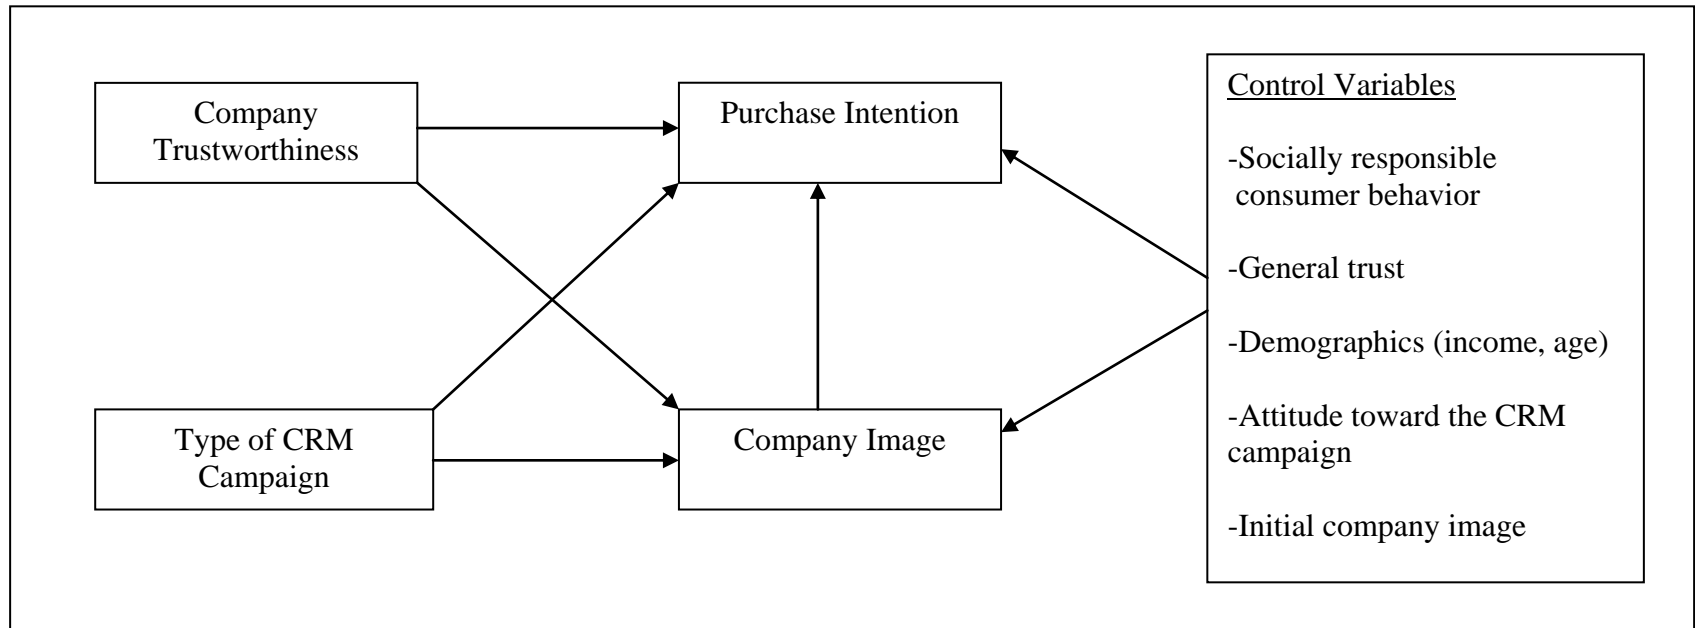 Company
Trustworthiness
Purchase Intention
Type of CRM
Campaign
Company Image
Control Variables
-Socially responsible
consumer behavior
-General trust
-Demographics (income, age)
-Attitude toward the CRM
campaign
-Initial company image